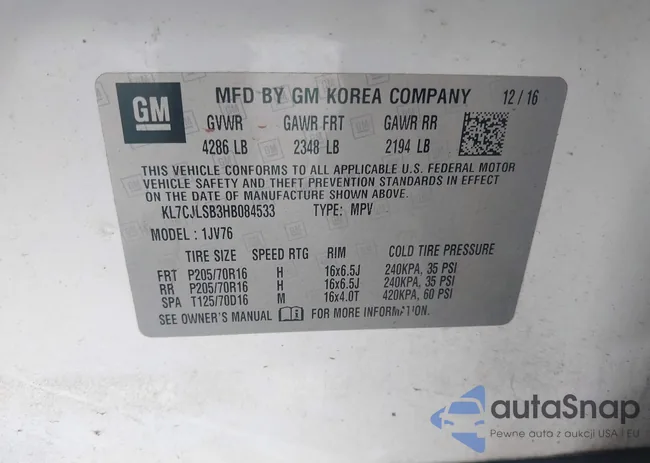 GM
MFD BY GM KOREA COMPANY 12/16
GVWR GAWR FRT GAWR RR
4286 LB 2348 LB 2194 LB
THIS VEHICLE CONFORMS TO ALL APPLICABLE U.S. FEDERAL MOTOR
VEHICLE SAFETY AND THEFT PREVENTION STANDARDS IN EFFECT
ON THE DATE OF MANUFACTURE SHOWN ABOVE.
KL7CJLSB3HB084533 TYPE: MPV
MODEL: 1JV76
TIRE SIZE SPEED RTG RIM COLD TIRE PRESSURE
FRT P205/70R16 H 16x6.5J 240KPA, 35 PSI
RR P205/70R16 H 16x6.5J 240KPA, 35 PSI
SPA T125/70D16 M 16x4.0T 420KPA, 60 PSI
SEE OWNER'S MANUAL FOR MORE INFORMATION.
autaSnap
Pewne auta z aukcji USA i EU